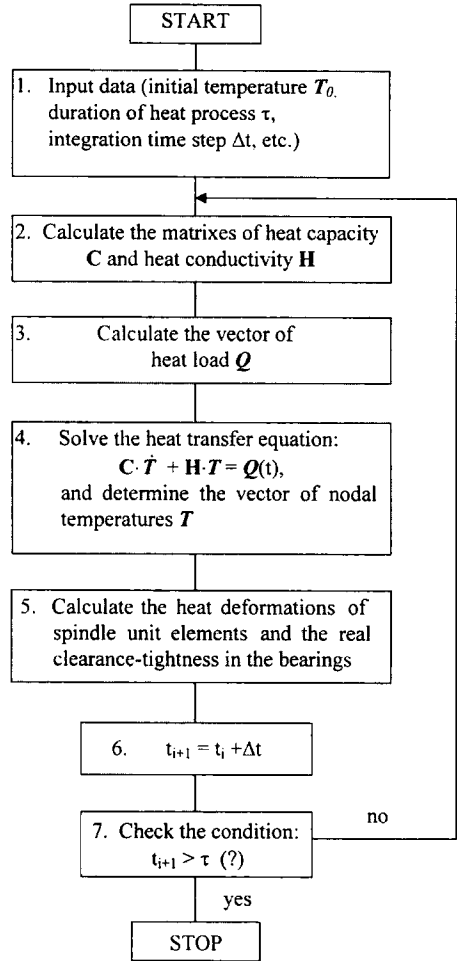 START
1. Input data (initial temperature T0.
duration of heat process τ,
integration time step Δt, etc.)
2. Calculate the matrixes of heat capacity
C and heat conductivity H
3. Calculate the vector of
heat load Q
4. Solve the heat transfer equation:
C·Ṫ + H·T = Q(t),
and determine the vector of nodal
temperatures T
5. Calculate the heat deformations of
spindle unit elements and the real
clearance-tightness in the bearings
6. ti+1 = ti +Δt
7. Check the condition:
ti+1 > τ (?)
no
yes
STOP